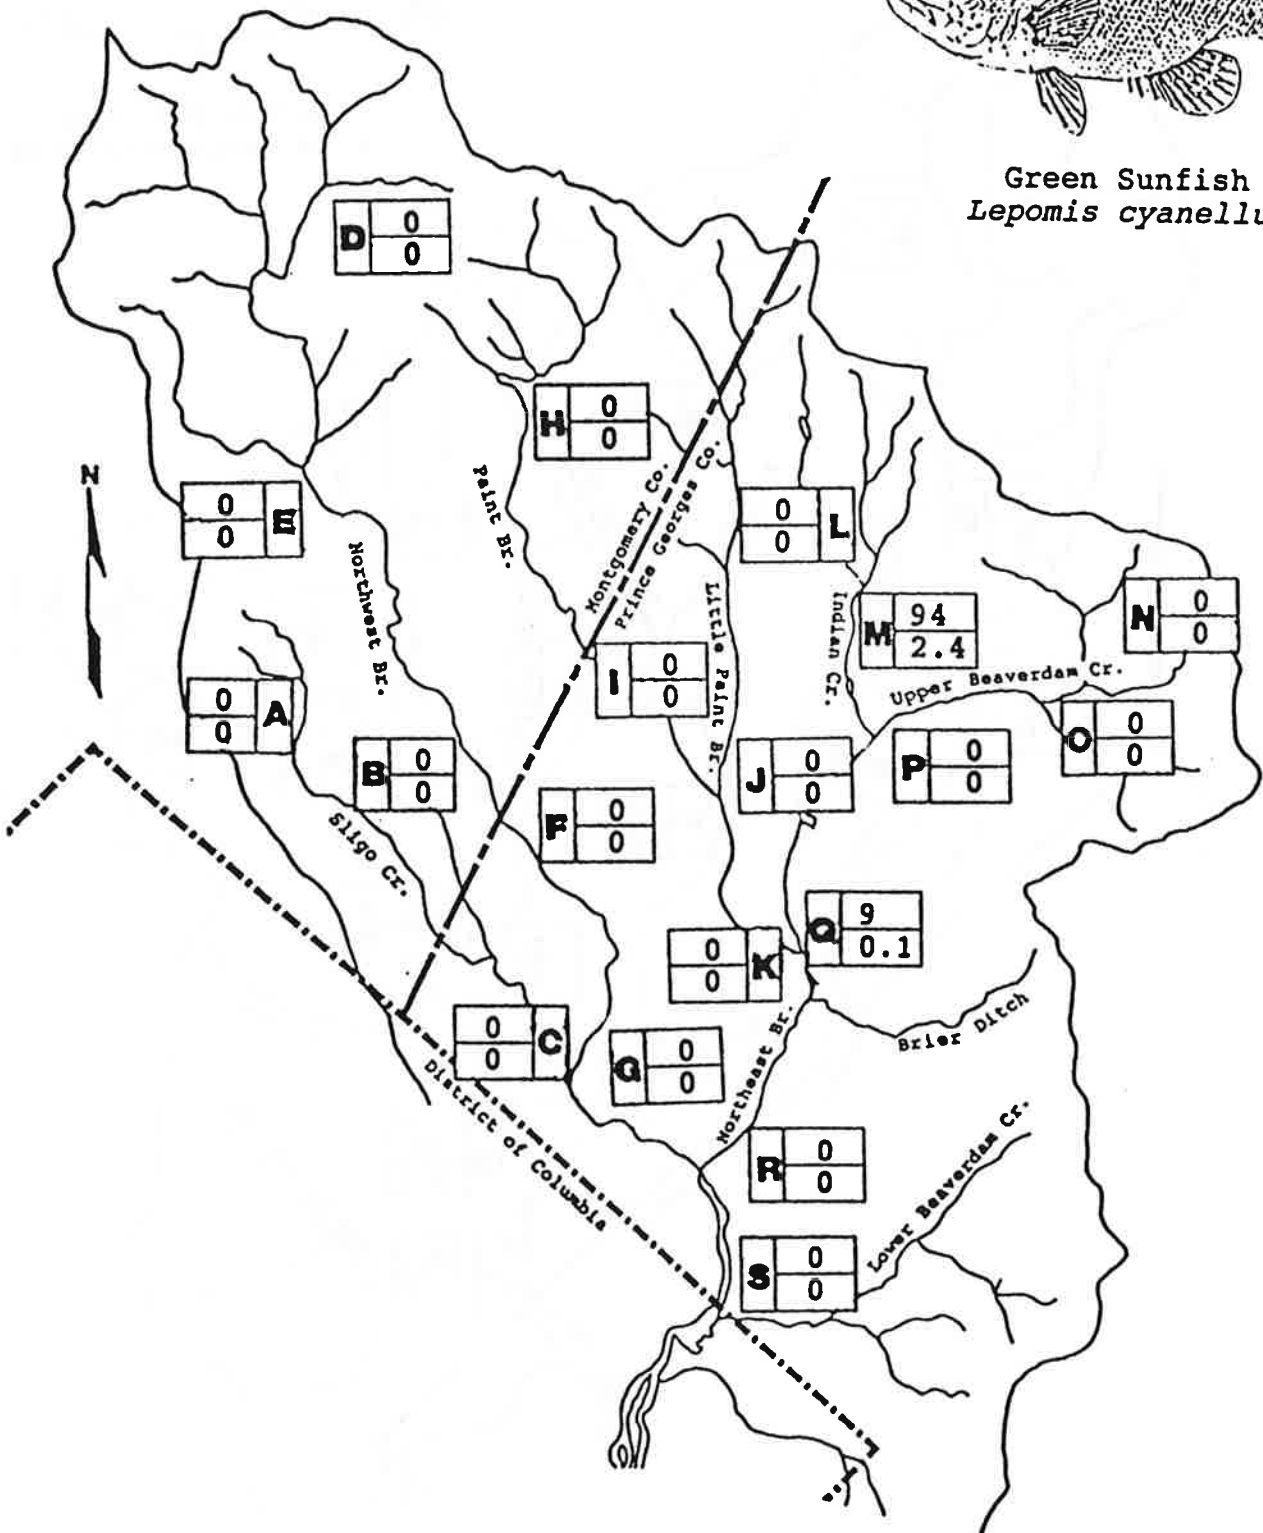 Green Sunfish
Lepomis cyanellu
D 0
0
H 0
0
N
Paint Br.
Montgomery Co.
Prince Georges Co.
0 E
0
0 L
0
Northwest Br.
Little Paint Br.
Indian Cr.
M 94
2.4
N 0
0
I 0
0
Upper Beaverdam Cr.
0 A
0
B 0
0
J 0
0
P 0
0
O 0
0
Sligo Cr.
F 0
0
Q 9
0.1
0 K
0
Brier Ditch
0 C
0
G 0
0
Northeast Br.
District of Columbia
R 0
0
Lower Beaverdam Cr.
S 0
0